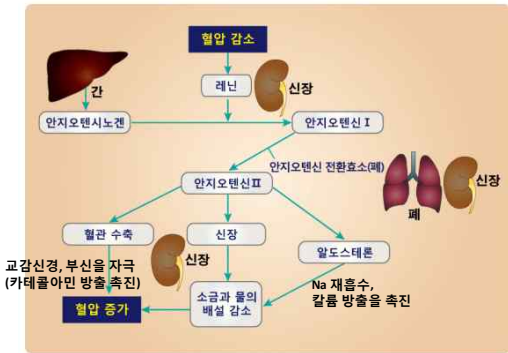 혈압 감소
간
레닌
신장
안지오텐시노겐
안지오텐신 I
안지오텐신 전환효소(폐)
안지오텐신 II
폐
신장
혈관 수축
신장
알도스테론
교감신경, 부신을 자극
(카테콜아민 방출 촉진)
신장
혈압 증가
소금과 물의
배설 감소
Na 재흡수,
칼륨 방출을 촉진